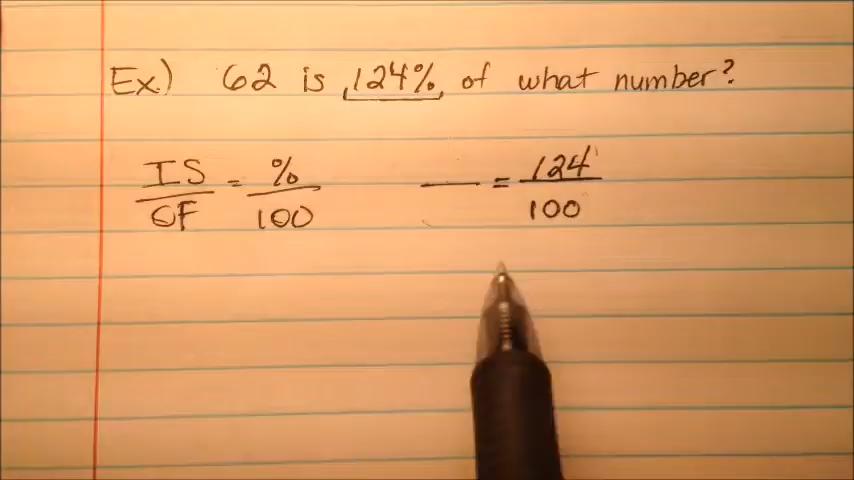 Ex.) 62 is 124% of what number?
IS = % ___ = 124
OF 100 100